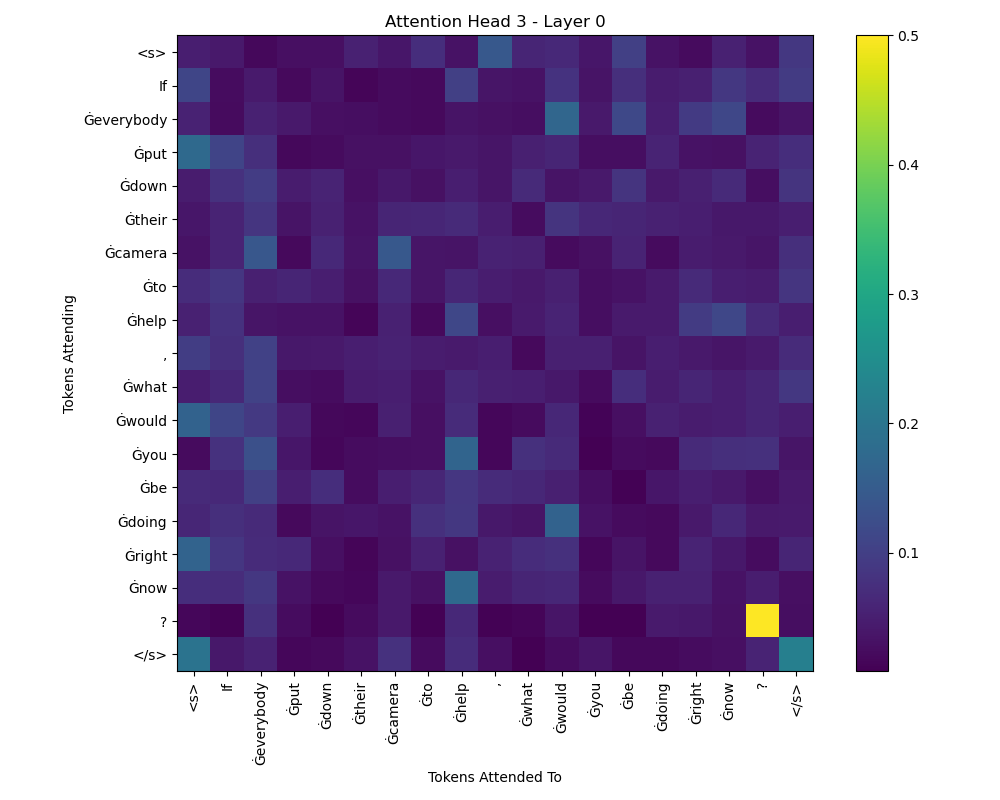 Attention Head 3 - Layer 0
<s>
If
Ġeverybody
Ġput
Ġdown
Ġtheir
Ġcamera
Ġto
Ġhelp
,
Ġwhat
Ġwould
Ġyou
Ġbe
Ġdoing
Ġright
Ġnow
?
</s>
Tokens Attending
<s>
If
Ġeverybody
Ġput
Ġdown
Ġtheir
Ġcamera
Ġto
Ġhelp
,
Ġwhat
Ġwould
Ġyou
Ġbe
Ġdoing
Ġright
Ġnow
?
</s>
Tokens Attended To
0.5
0.4
0.3
0.2
0.1